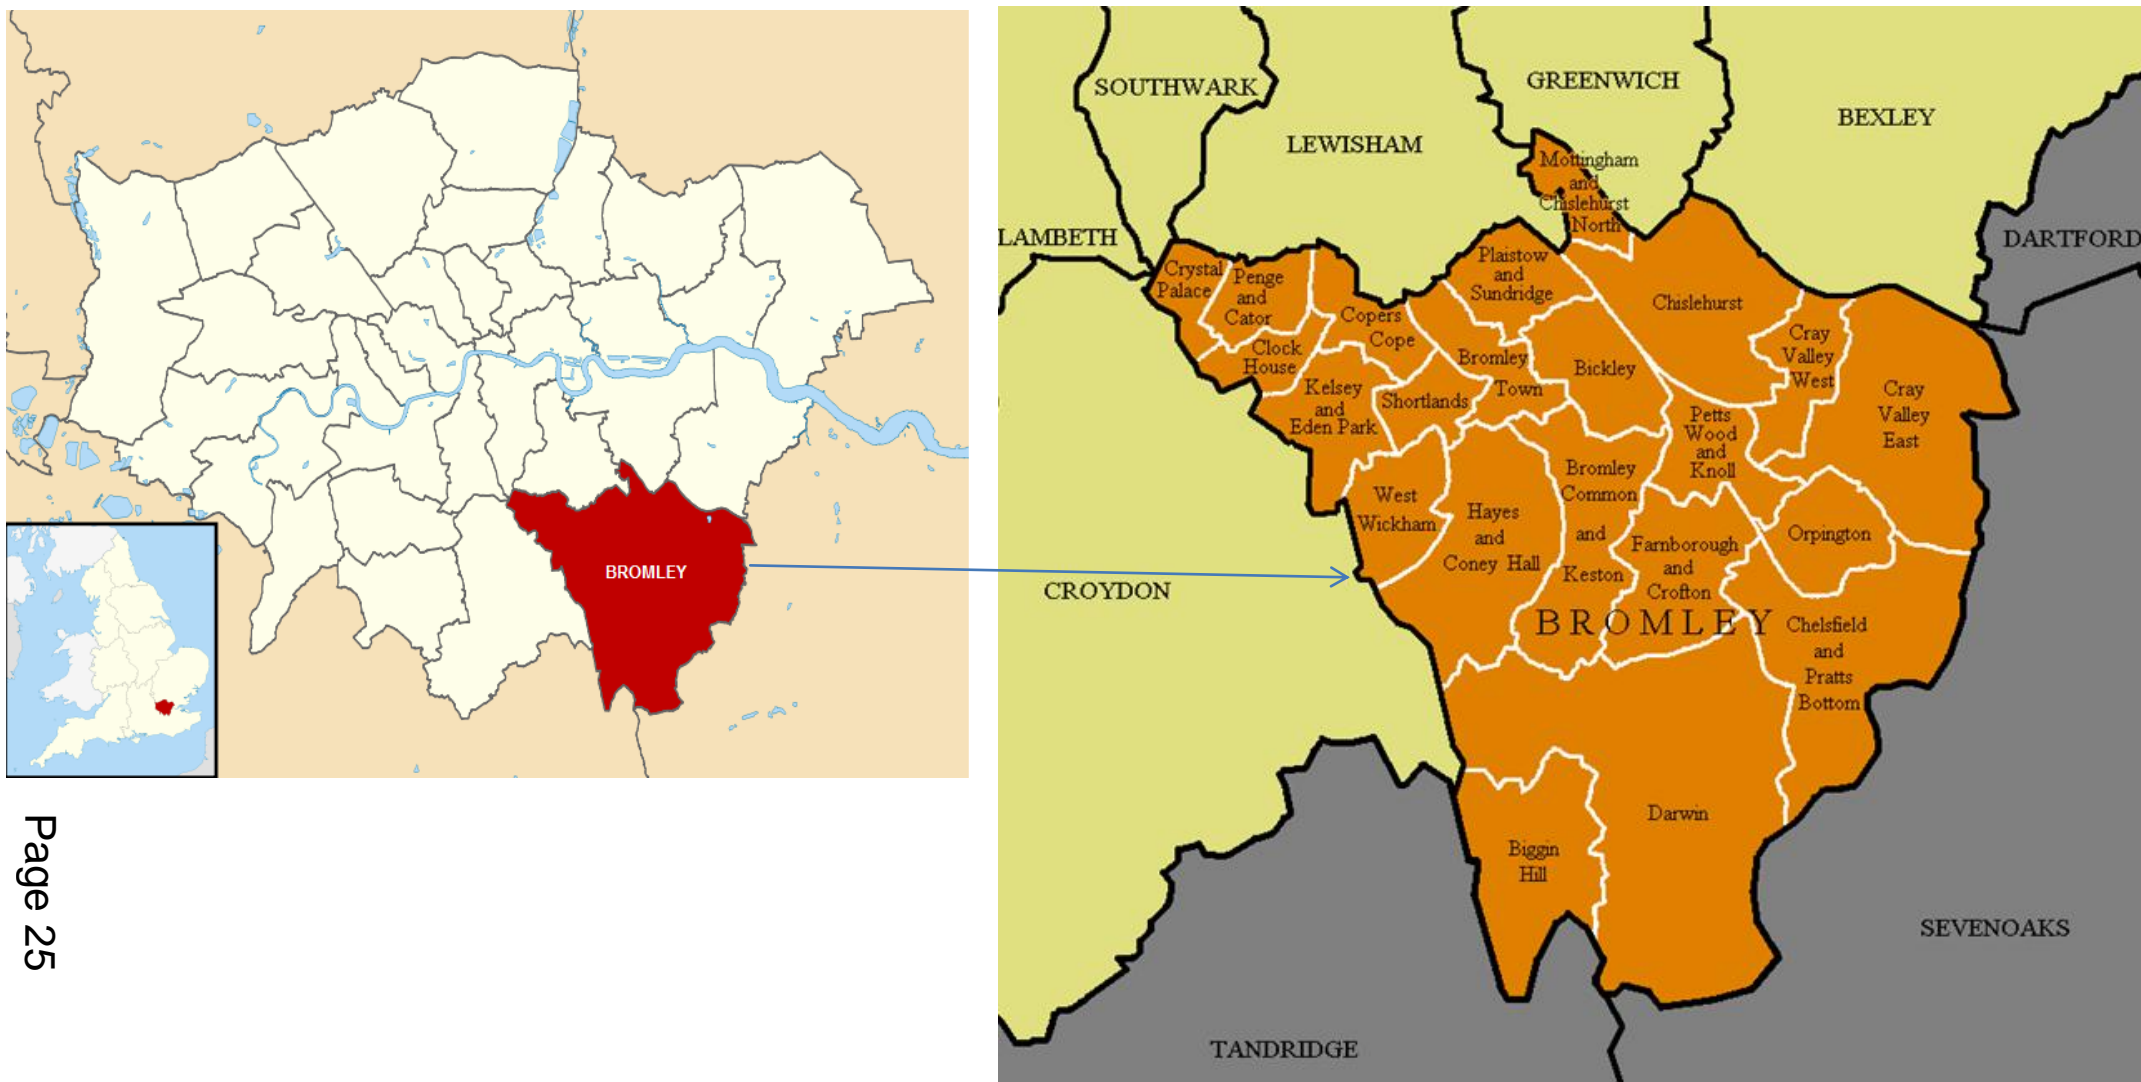 BROMLEY
Page 25
SOUTHWARK
GREENWICH
BEXLEY
LEWISHAM
LAMBETH
DARTFORD
CROYDON
SEVENOAKS
TANDRIDGE
BROMLEY
Mottingham
and
Chislehurst
North
Crystal
Palace
Penge
and
Cator
Plaistow
and
Sundridge
Chislehurst
Copers
Cope
Clock
House
Cray
Valley
West
Bromley
Town
Bickley
Kelsey
and
Eden Park
Shortlands
Cray
Valley
East
Petts
Wood
and
Knoll
West
Wickham
Hayes
and
Coney Hall
Bromley
Common
and
Keston
Farnborough
and
Crofton
Orpington
Chelsfield
and
Pratts
Bottom
Darwin
Biggin
Hill